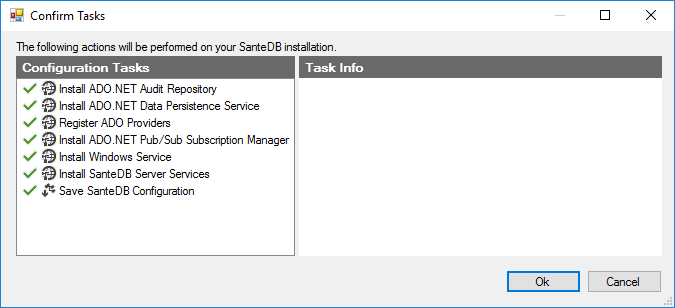 Confirm Tasks
The following actions will be performed on your SanteDB installation.
Configuration Tasks
Task Info
Install ADO.NET Audit Repository
Install ADO.NET Data Persistence Service
Register ADO Providers
Install ADO.NET Pub/Sub Subscription Manager
Install Windows Service
Install SanteDB Server Services
Save SanteDB Configuration
Ok
Cancel